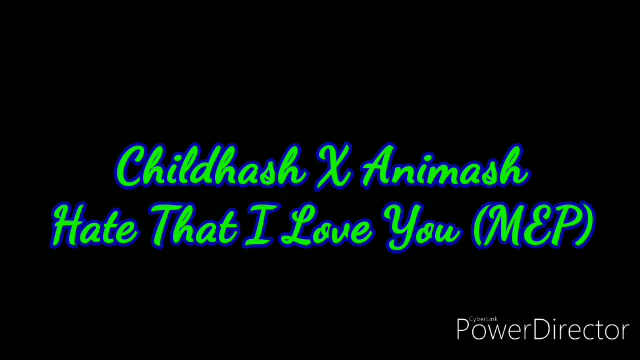 Childhash X Animash
Hate That I Love You (MEP)
CyberLink
PowerDirector